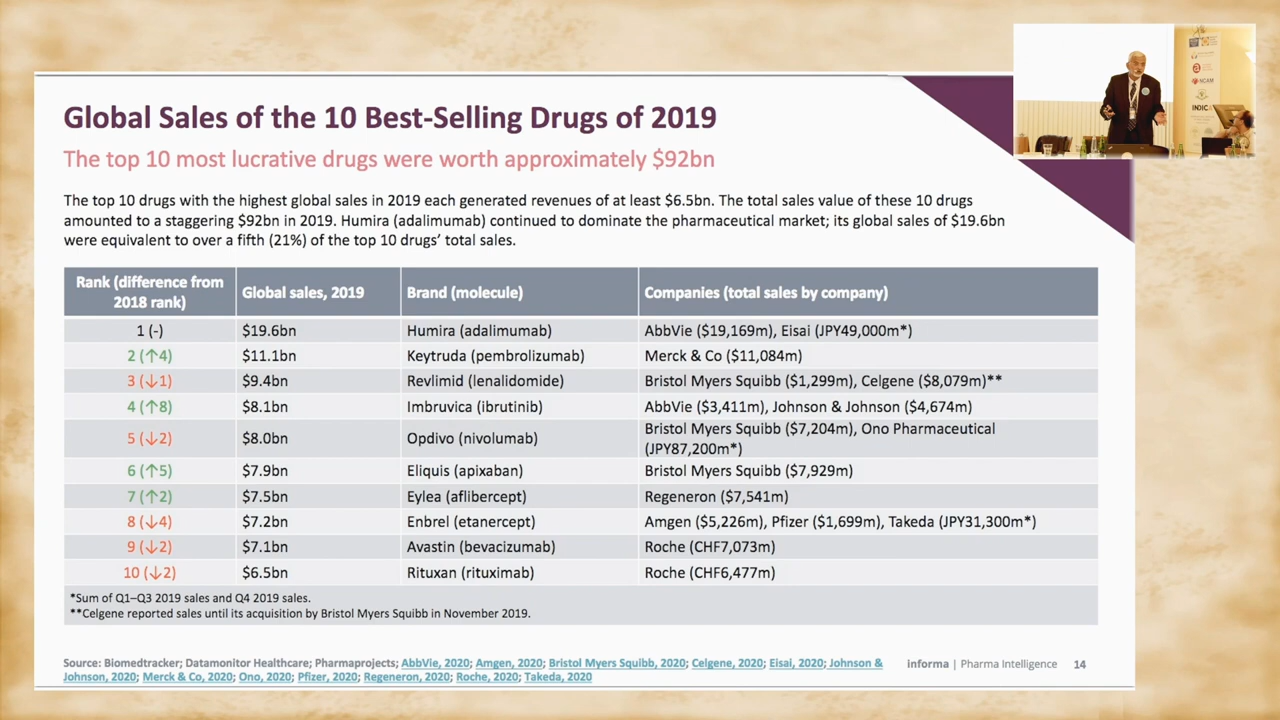 Global Sales of the 10 Best-Selling Drugs of 2019
The top 10 most lucrative drugs were worth approximately $92bn
The top 10 drugs with the highest global sales in 2019 each generated revenues of at least $6.5bn. The total sales value of these 10 drugs
amounted to a staggering $92bn in 2019. Humira (adalimumab) continued to dominate the pharmaceutical market; its global sales of $19.6bn
were equivalent to over a fifth (21%) of the top 10 drugs’ total sales.
Rank (difference from
2018 rank)
Global sales, 2019
Brand (molecule)
Companies (total sales by company)
1 (-) $19.6bn Humira (adalimumab) AbbVie ($19,169m), Eisai (JPY49,000m*)
2 (↑4) $11.1bn Keytruda (pembrolizumab) Merck & Co ($11,084m)
3 (↓1) $9.4bn Revlimid (lenalidomide) Bristol Myers Squibb ($1,299m), Celgene ($8,079m)**
4 (↑8) $8.1bn Imbruvica (ibrutinib) AbbVie ($3,411m), Johnson & Johnson ($4,674m)
5 (↓2) $8.0bn Opdivo (nivolumab) Bristol Myers Squibb ($7,204m), Ono Pharmaceutical
(JPY87,200m*)
6 (↑5) $7.9bn Eliquis (apixaban) Bristol Myers Squibb ($7,929m)
7 (↑2) $7.5bn Eylea (aflibercept) Regeneron ($7,541m)
8 (↓4) $7.2bn Enbrel (etanercept) Amgen ($5,226m), Pfizer ($1,699m), Takeda (JPY31,300m*)
9 (↓2) $7.1bn Avastin (bevacizumab) Roche (CHF7,073m)
10 (↓2) $6.5bn Rituxan (rituximab) Roche (CHF6,477m)
*Sum of Q1–Q3 2019 sales and Q4 2019 sales.
**Celgene reported sales until its acquisition by Bristol Myers Squibb in November 2019.
Source: Biomedtracker; Datamonitor Healthcare; Pharmaprojects; AbbVie, 2020; Amgen, 2020; Bristol Myers Squibb, 2020; Celgene, 2020; Eisai, 2020; Johnson &
Johnson, 2020; Merck & Co, 2020; Ono, 2020; Pfizer, 2020; Regeneron, 2020; Roche, 2020; Takeda, 2020
informa | Pharma Intelligence 14
NCAM
INDICA